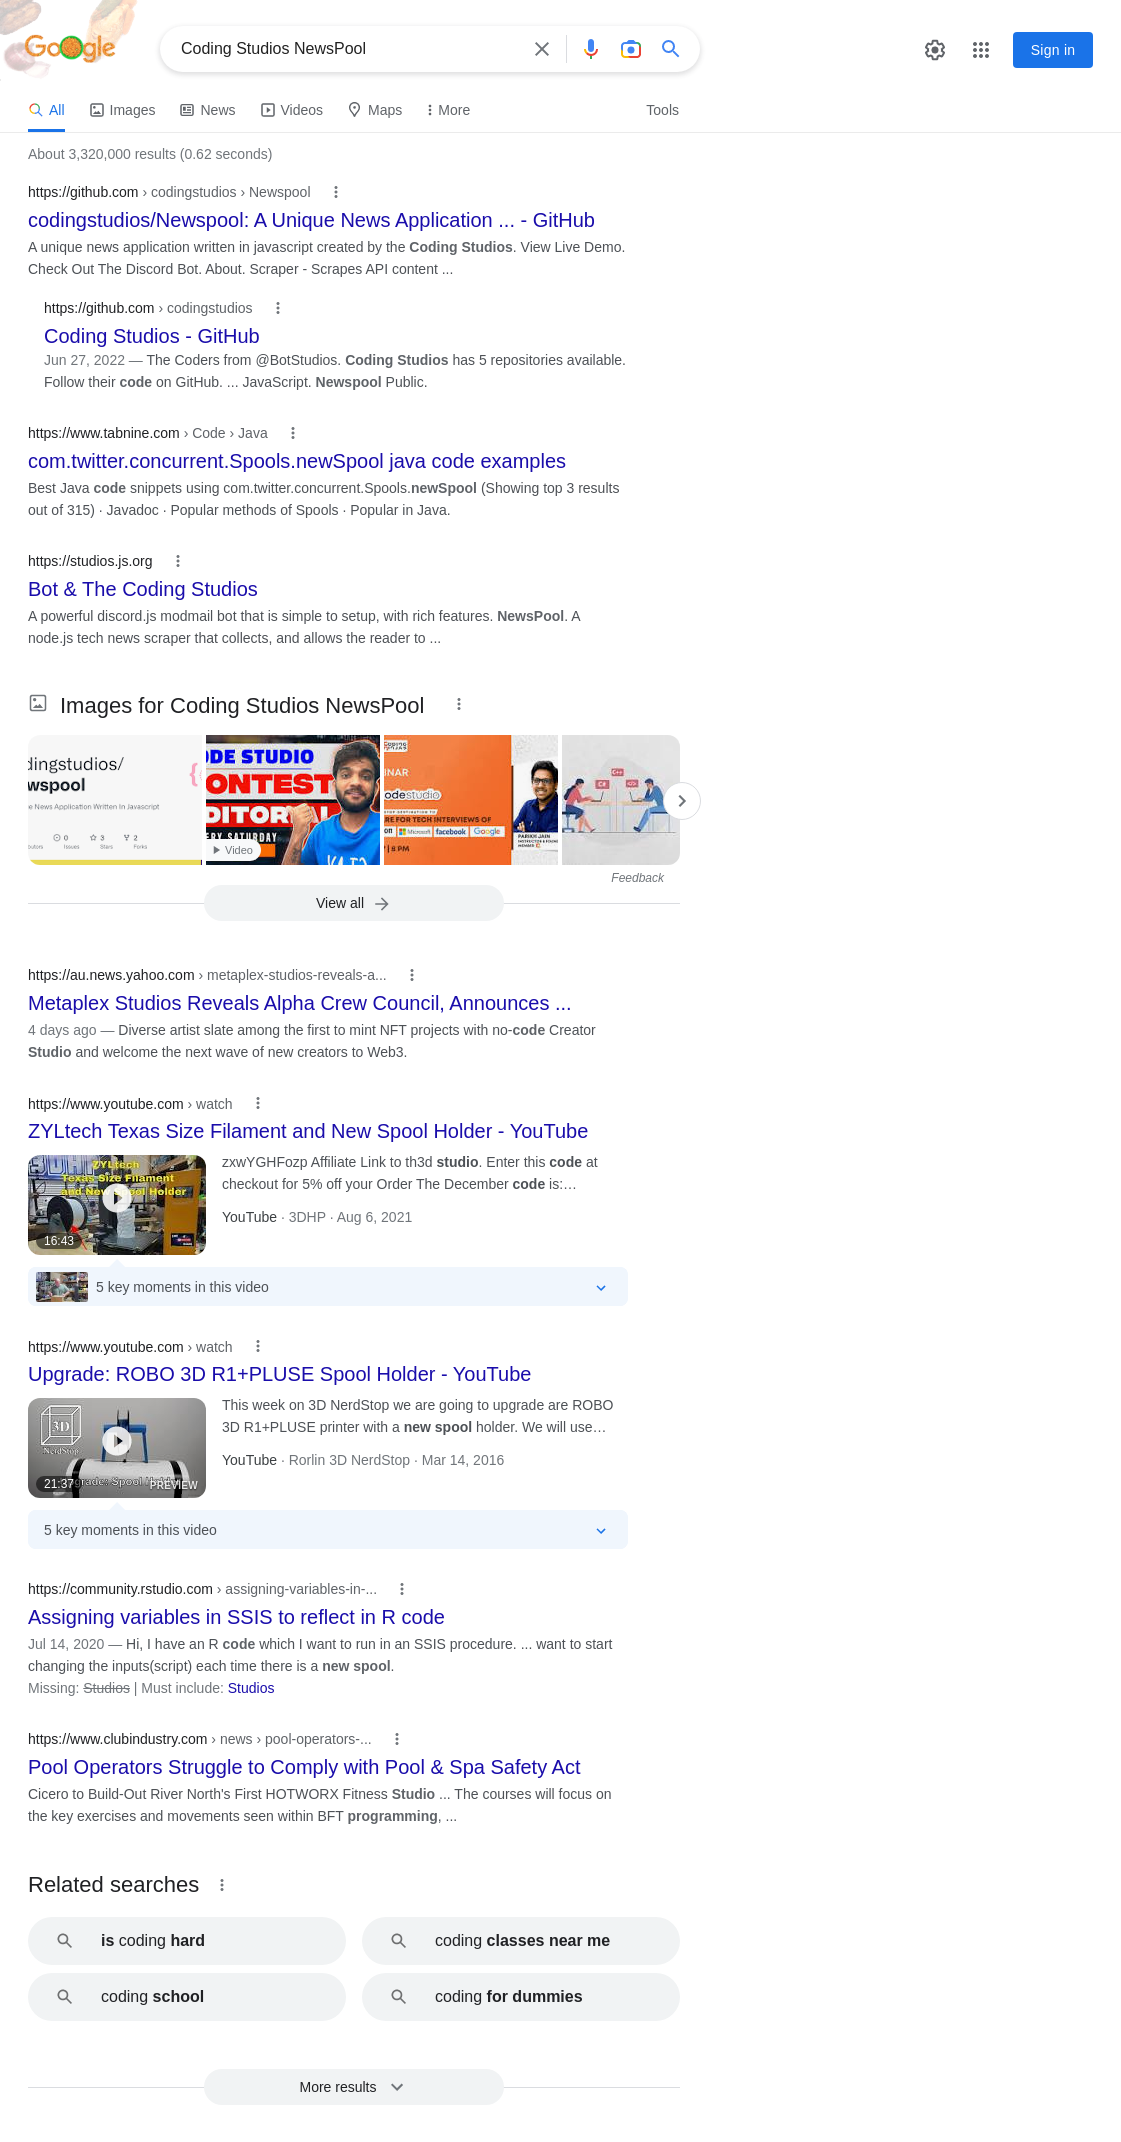 Google
Coding Studios NewsPool
Sign in
All
Images
News
Videos
Maps
More
Tools
About 3,320,000 results (0.62 seconds)
https://github.com › codingstudios › Newspool
codingstudios/Newspool: A Unique News Application ... - GitHub
A unique news application written in javascript created by the Coding Studios. View Live Demo.
Check Out The Discord Bot. About. Scraper - Scrapes API content ...
https://github.com › codingstudios
Coding Studios - GitHub
Jun 27, 2022 — The Coders from @BotStudios. Coding Studios has 5 repositories available.
Follow their code on GitHub. ... JavaScript. Newspool Public.
https://www.tabnine.com › Code › Java
com.twitter.concurrent.Spools.newSpool java code examples
Best Java code snippets using com.twitter.concurrent.Spools.newSpool (Showing top 3 results
out of 315) · Javadoc · Popular methods of Spools · Popular in Java.
https://studios.js.org
Bot & The Coding Studios
A powerful discord.js modmail bot that is simple to setup, with rich features. NewsPool. A
node.js tech news scraper that collects, and allows the reader to ...
Images for Coding Studios NewsPool
dingstudios/
wspool
e News Application Written In Javascript
0
3
2
Issues
Stars
Forks
ODE STUDIO
ONTEST
DITORIAL
RY SATURDAY
Video
CODING
INAR
odestudio
RE FOR TECH INTERVIEWS OF
on
Microsoft
facebook
Google
| 8 PM
PARIKH JAIN
C++
C#
</>
Feedback
View all
https://au.news.yahoo.com › metaplex-studios-reveals-a...
Metaplex Studios Reveals Alpha Crew Council, Announces ...
4 days ago — Diverse artist slate among the first to mint NFT projects with no-code Creator
Studio and welcome the next wave of new creators to Web3.
https://www.youtube.com › watch
ZYLtech Texas Size Filament and New Spool Holder - YouTube
ZYLtech
Texas Size Filament
and New Spool Holder
16:43
zxwYGHFozp Affiliate Link to th3d studio. Enter this code at
checkout for 5% off your Order The December code is:…
YouTube · 3DHP · Aug 6, 2021
5 key moments in this video
https://www.youtube.com › watch
Upgrade: ROBO 3D R1+PLUSE Spool Holder - YouTube
3D
NerdStop
21:37
grade: Spool Holder
PREVIEW
This week on 3D NerdStop we are going to upgrade are ROBO
3D R1+PLUSE printer with a new spool holder. We will use…
YouTube · Rorlin 3D NerdStop · Mar 14, 2016
5 key moments in this video
https://community.rstudio.com › assigning-variables-in-...
Assigning variables in SSIS to reflect in R code
Jul 14, 2020 — Hi, I have an R code which I want to run in an SSIS procedure. ... want to start
changing the inputs(script) each time there is a new spool.
Missing: Studios | Must include: Studios
https://www.clubindustry.com › news › pool-operators-...
Pool Operators Struggle to Comply with Pool & Spa Safety Act
Cicero to Build-Out River North's First HOTWORX Fitness Studio ... The courses will focus on
the key exercises and movements seen within BFT programming, ...
Related searches
is coding hard
coding classes near me
coding school
coding for dummies
More results